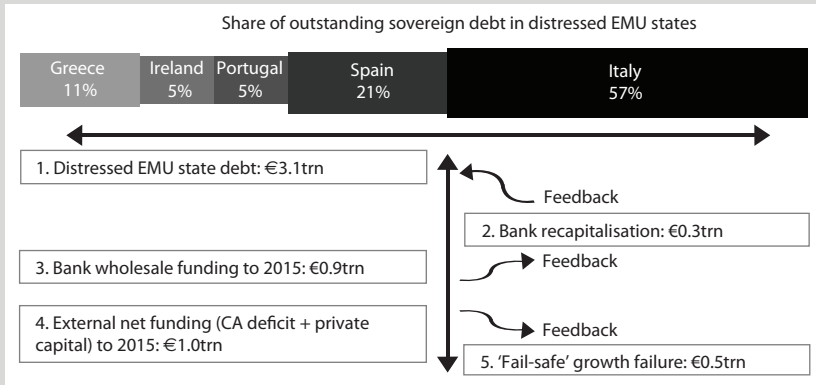 Share of outstanding sovereign debt in distressed EMU states
Greece
11%
Ireland
5%
Portugal
5%
Spain
21%
Italy
57%
1. Distressed EMU state debt: €3.1trn
Feedback
2. Bank recapitalisation: €0.3trn
3. Bank wholesale funding to 2015: €0.9trn
Feedback
4. External net funding (CA deficit + private
capital) to 2015: €1.0trn
Feedback
5. ‘Fail-safe’ growth failure: €0.5trn